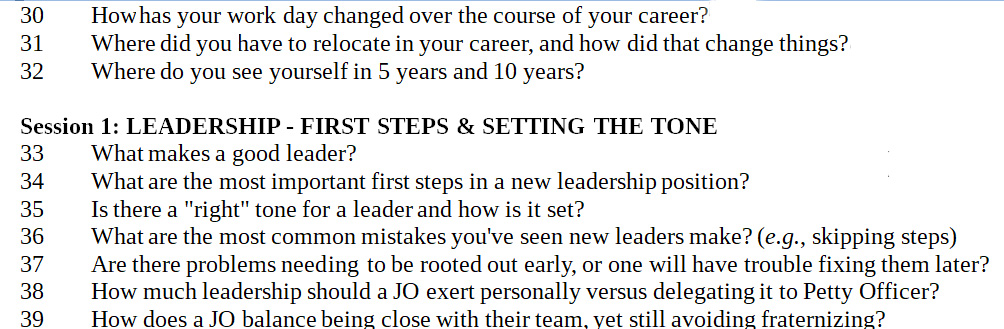 30 How has your work day changed over the course of your career?
31 Where did you have to relocate in your career, and how did that change things?
32 Where do you see yourself in 5 years and 10 years?
Session 1: LEADERSHIP - FIRST STEPS & SETTING THE TONE
33 What makes a good leader?
34 What are the most important first steps in a new leadership position?
35 Is there a "right" tone for a leader and how is it set?
36 What are the most common mistakes you've seen new leaders make? (e.g., skipping steps)
37 Are there problems needing to be rooted out early, or one will have trouble fixing them later?
38 How much leadership should a JO exert personally versus delegating it to Petty Officer?
39 How does a JO balance being close with their team, yet still avoiding fraternizing?